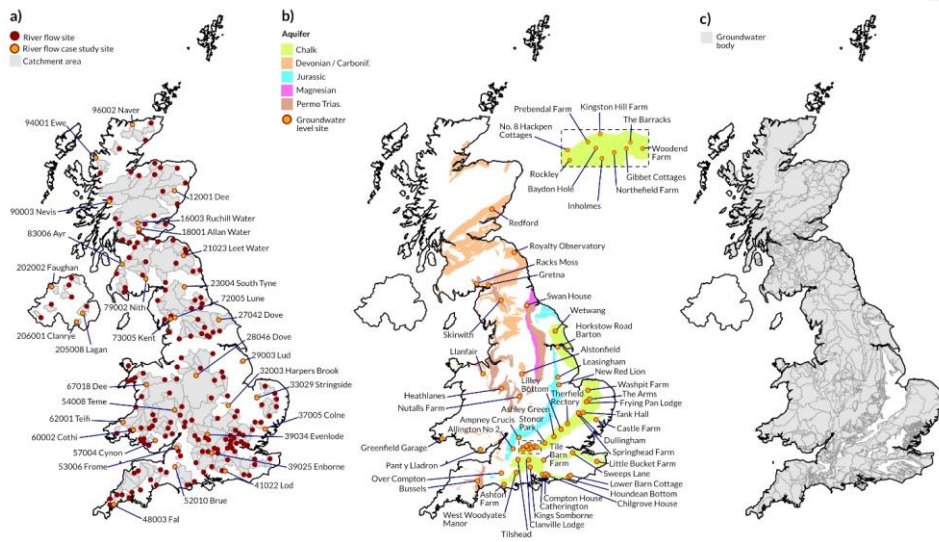 a)
River flow site
River flow case study site
Catchment area
96002 Naver
94001 Ewe
12001 Dee
90003 Nevis
16003 Ruchill Water
18001 Allan Water
83006 Ayr
21023 Leet Water
202002 Faughan
23004 South Tyne
79002 Nith
72005 Lune
27042 Dove
206001 Clanrye
73005 Kent
205008 Lagan
28046 Dove
29003 Lud
32003 Harpers Brook
67018 Dee
33029 Stringside
54008 Teme
62001 Teifi
37005 Colne
60002 Cothi
39034 Evenlode
57004 Cynon
53006 Frome
39025 Enborne
41022 Lod
52010 Brue
48003 Fal
b)
Aquifer
Chalk
Devonian / Carbonif.
Jurassic
Magnesian
Permo Trias.
Groundwater
level site
Kingston Hill Farm
Prebendal Farm
The Barracks
No. 8 Hackpen
Cottages
Woodend
Farm
Rockley
Gibbet Cottages
Baydon Hole
Northefield Farm
Inholmes
Redford
Royalty Observatory
Racks Moss
Gretna
Swan House
Skirwith
Wetwang
Horkstow Road
Barton
Llanfair
Alstonfield
Leasingham
New Red Lion
Lilley
Bottom
Heathlanes
Therfield
Rectory
Washpit Farm
The Arms
Nutalls Farm
Ashley Green
Frying Pan Lodge
Ampney Crucis
Stonor
Park
Tank Hall
Allington No 2
Castle Farm
Dullingham
Greenfield Garage
Tile
Barn
Farm
Springhead Farm
Little Bucket Farm
Pant y Lladron
Sweeps Lane
Over Compton
Lower Barn Cottage
Bussels
Ashton
Farm
Compton House
Houndean Bottom
Catherington
Chilgrove House
West Woodyates
Manor
Kings Somborne
Clanville Lodge
Tilshead
c)
Groundwater
body